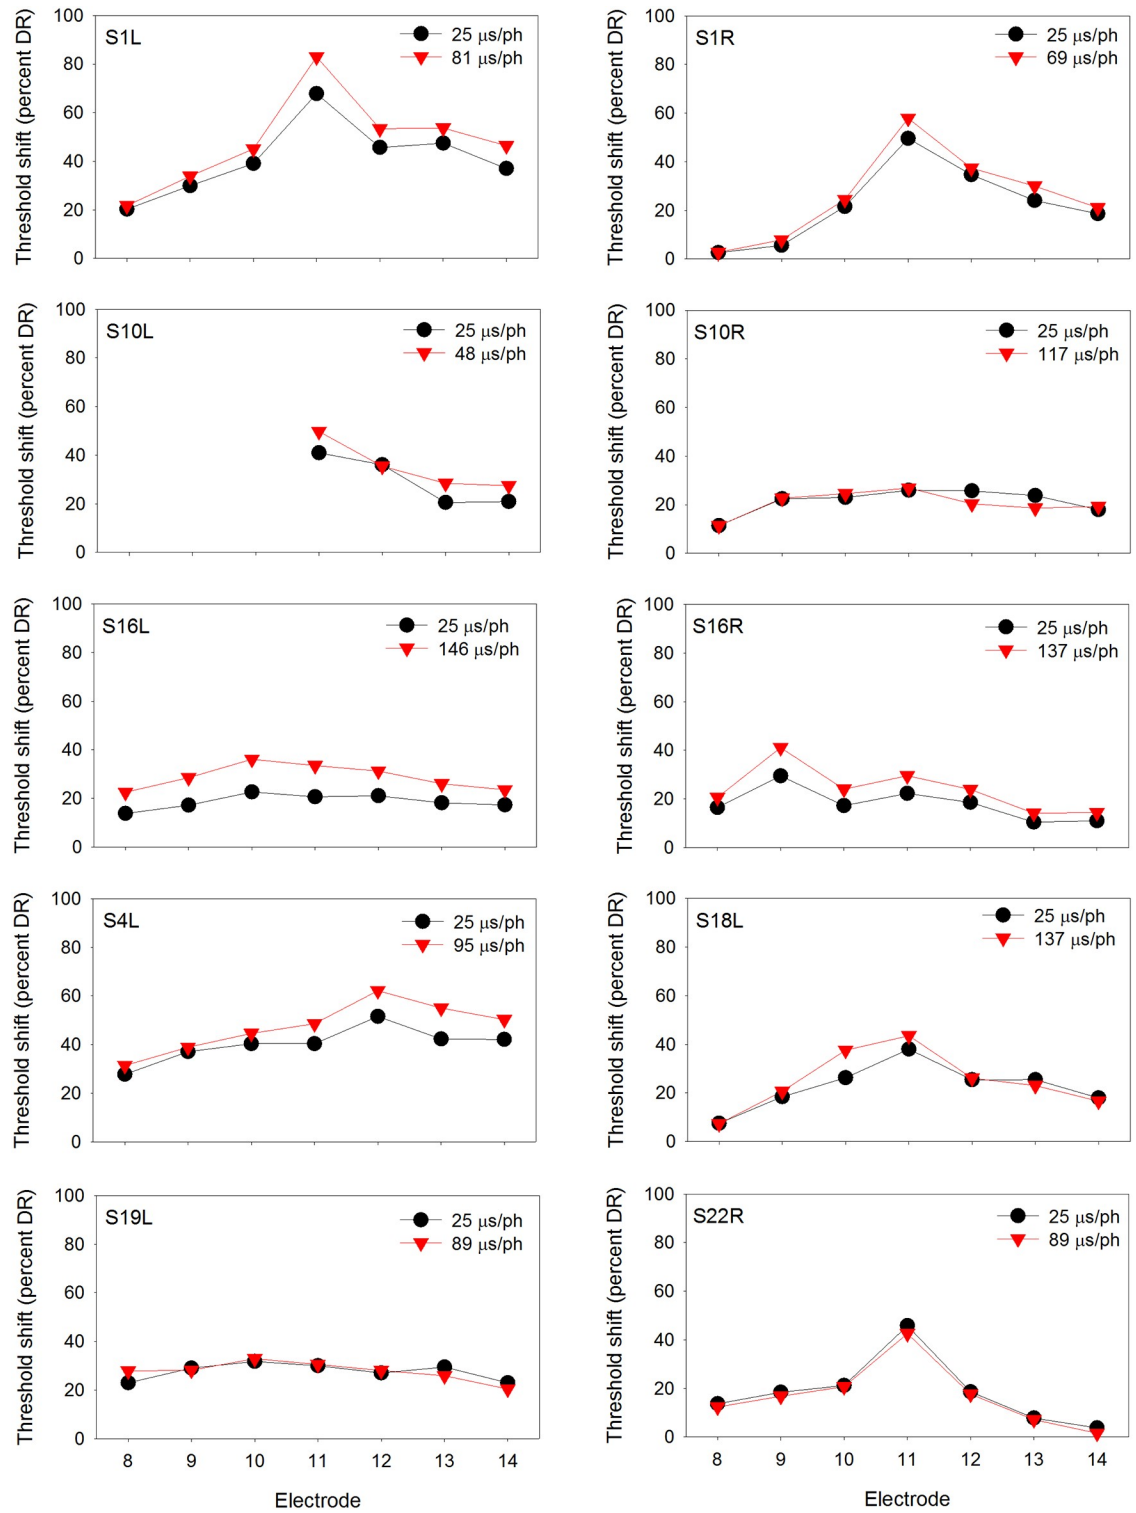 S1L
25 μs/ph
81 μs/ph
Threshold shift (percent DR)
100
80
60
40
20
0
S1R
25 μs/ph
69 μs/ph
Threshold shift (percent DR)
100
80
60
40
20
0
S10L
25 μs/ph
48 μs/ph
Threshold shift (percent DR)
100
80
60
40
20
0
S10R
25 μs/ph
117 μs/ph
Threshold shift (percent DR)
100
80
60
40
20
0
S16L
25 μs/ph
146 μs/ph
Threshold shift (percent DR)
100
80
60
40
20
0
S16R
25 μs/ph
137 μs/ph
Threshold shift (percent DR)
100
80
60
40
20
0
S4L
25 μs/ph
95 μs/ph
Threshold shift (percent DR)
100
80
60
40
20
0
S18L
25 μs/ph
137 μs/ph
Threshold shift (percent DR)
100
80
60
40
20
0
S19L
25 μs/ph
89 μs/ph
Threshold shift (percent DR)
100
80
60
40
20
0
8 9 10 11 12 13 14
Electrode
S22R
25 μs/ph
89 μs/ph
Threshold shift (percent DR)
100
80
60
40
20
0
8 9 10 11 12 13 14
Electrode